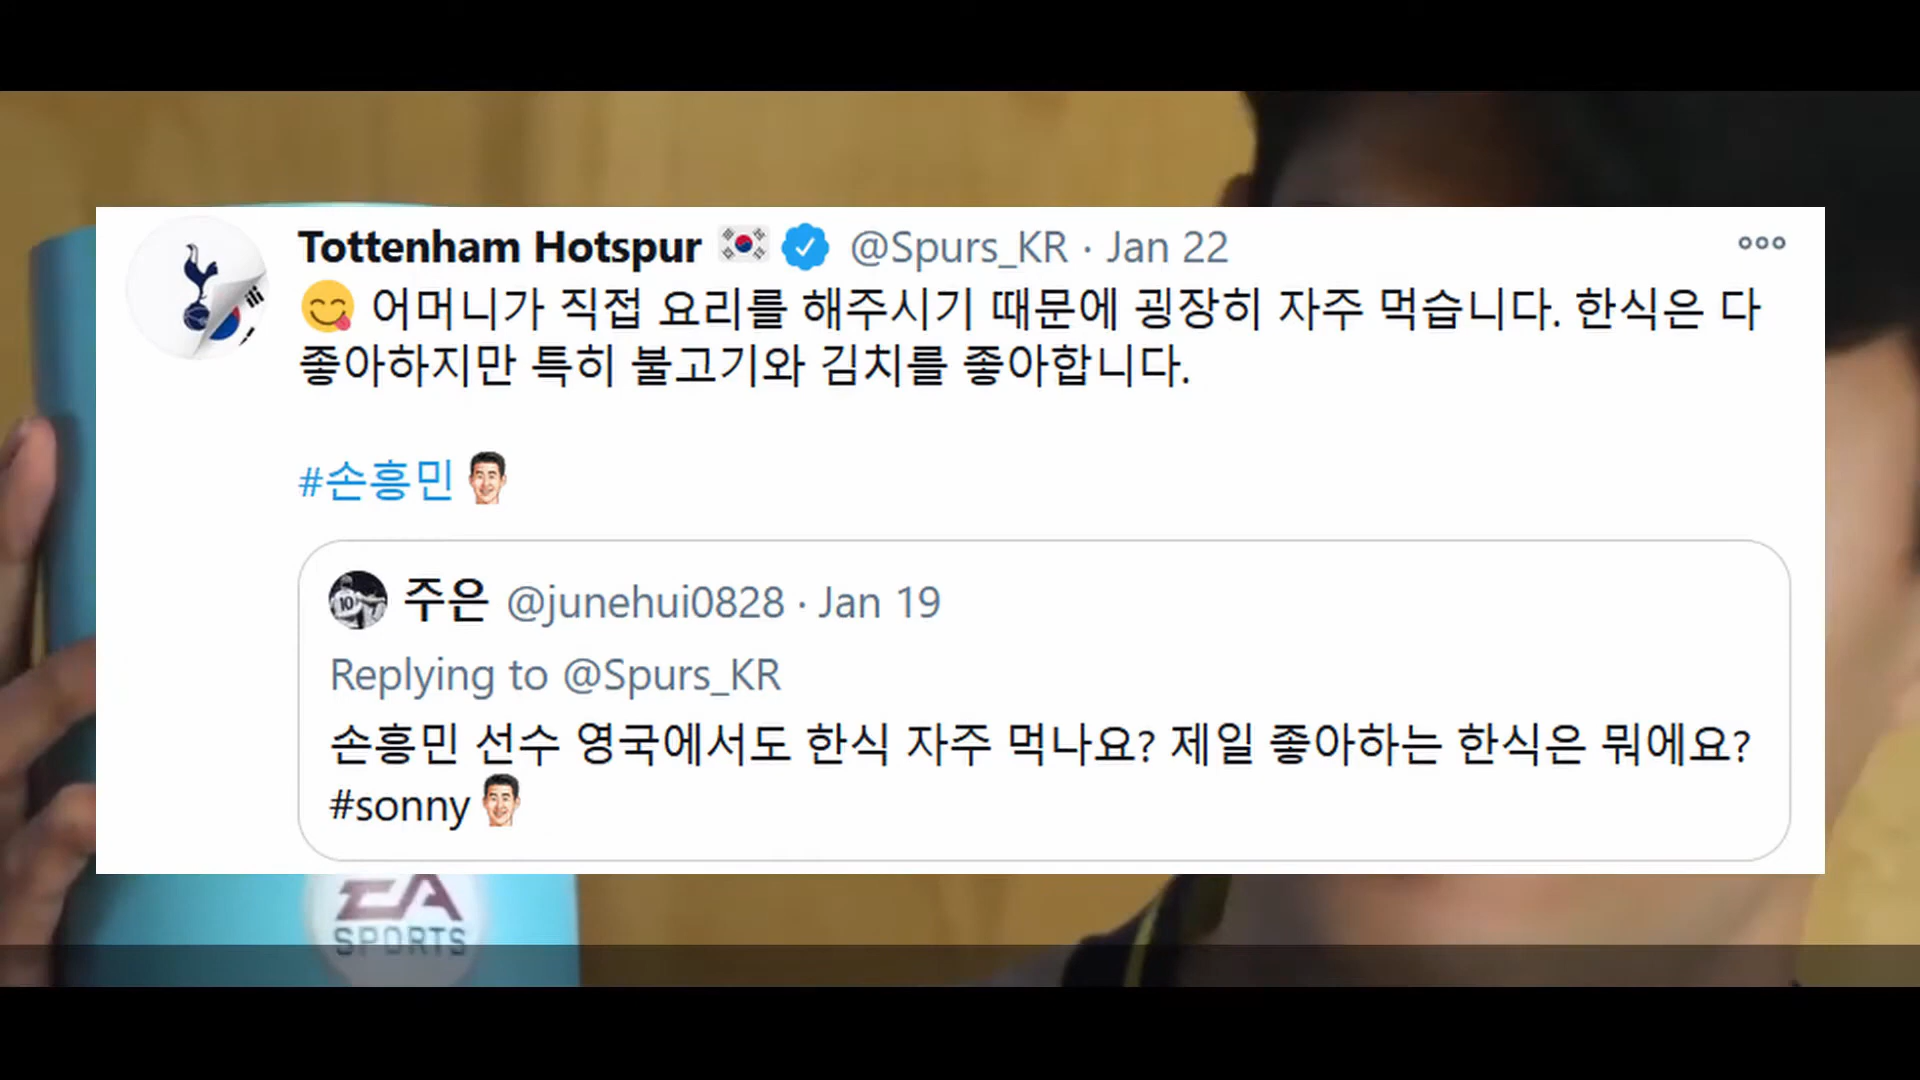 Tottenham Hotspur 🇰🇷 @Spurs_KR · Jan 22
😋 어머니가 직접 요리를 해주시기 때문에 굉장히 자주 먹습니다. 한식은 다
좋아하지만 특히 불고기와 김치를 좋아합니다.
#손흥민
주은 @junehui0828 · Jan 19
Replying to @Spurs_KR
손흥민 선수 영국에서도 한식 자주 먹나요? 제일 좋아하는 한식은 뭐에요?
#sonny
EA
SPORTS